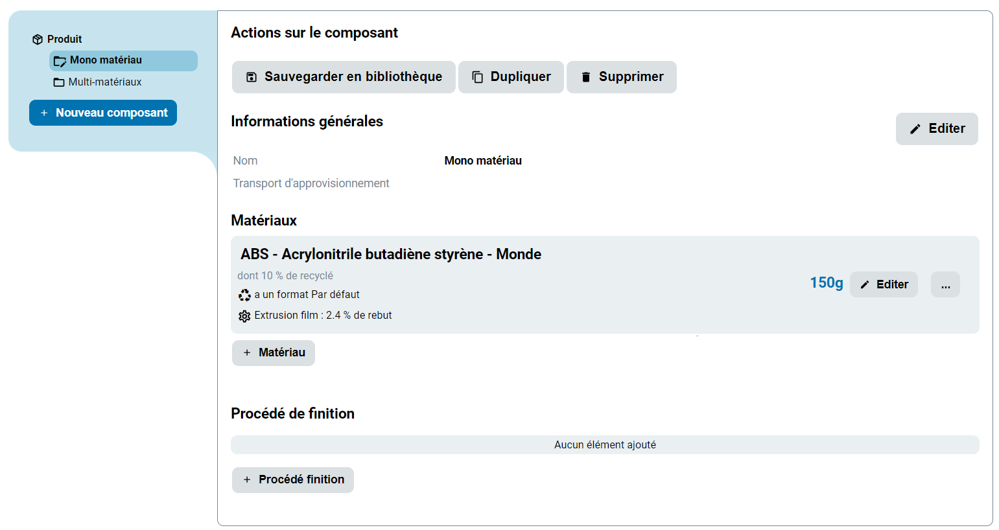 Produit
Mono matériau
Multi-matériaux
+ Nouveau composant
Actions sur le composant
Sauvegarder en bibliothèque Dupliquer Supprimer
Informations générales
Editer
Nom Mono matériau
Transport d'approvisionnement
Matériaux
ABS - Acrylonitrile butadiène styrène - Monde
dont 10 % de recyclé
150g Editer ...
a un format Par défaut
Extrusion film : 2.4 % de rebut
+ Matériau
Procédé de finition
Aucun élément ajouté
+ Procédé finition